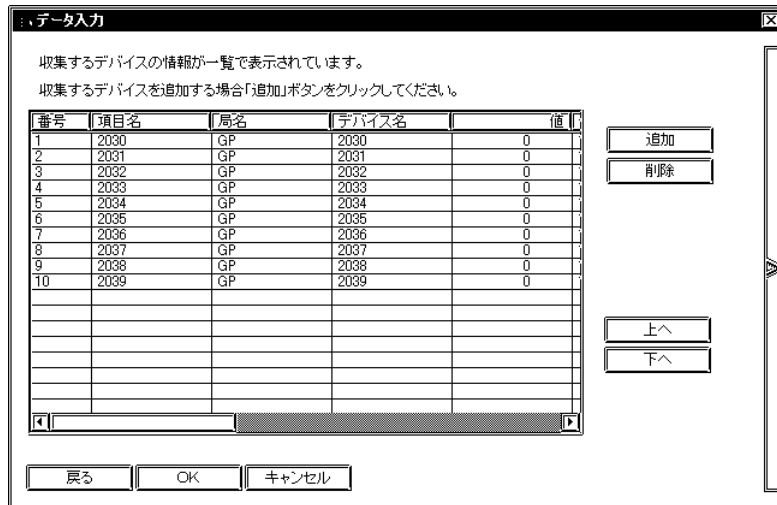 データ入力
収集するデバイスの情報が一覧で表示されています。
収集するデバイスを追加する場合「追加」ボタンをクリックしてください。
番号 項目名 局名 デバイス名 値
1 2030 GP 2030 0
2 2031 GP 2031 0
3 2032 GP 2032 0
4 2033 GP 2033 0
5 2034 GP 2034 0
6 2035 GP 2035 0
7 2036 GP 2036 0
8 2037 GP 2037 0
9 2038 GP 2038 0
10 2039 GP 2039 0
追加
削除
上へ
下へ
戻る OK キャンセル